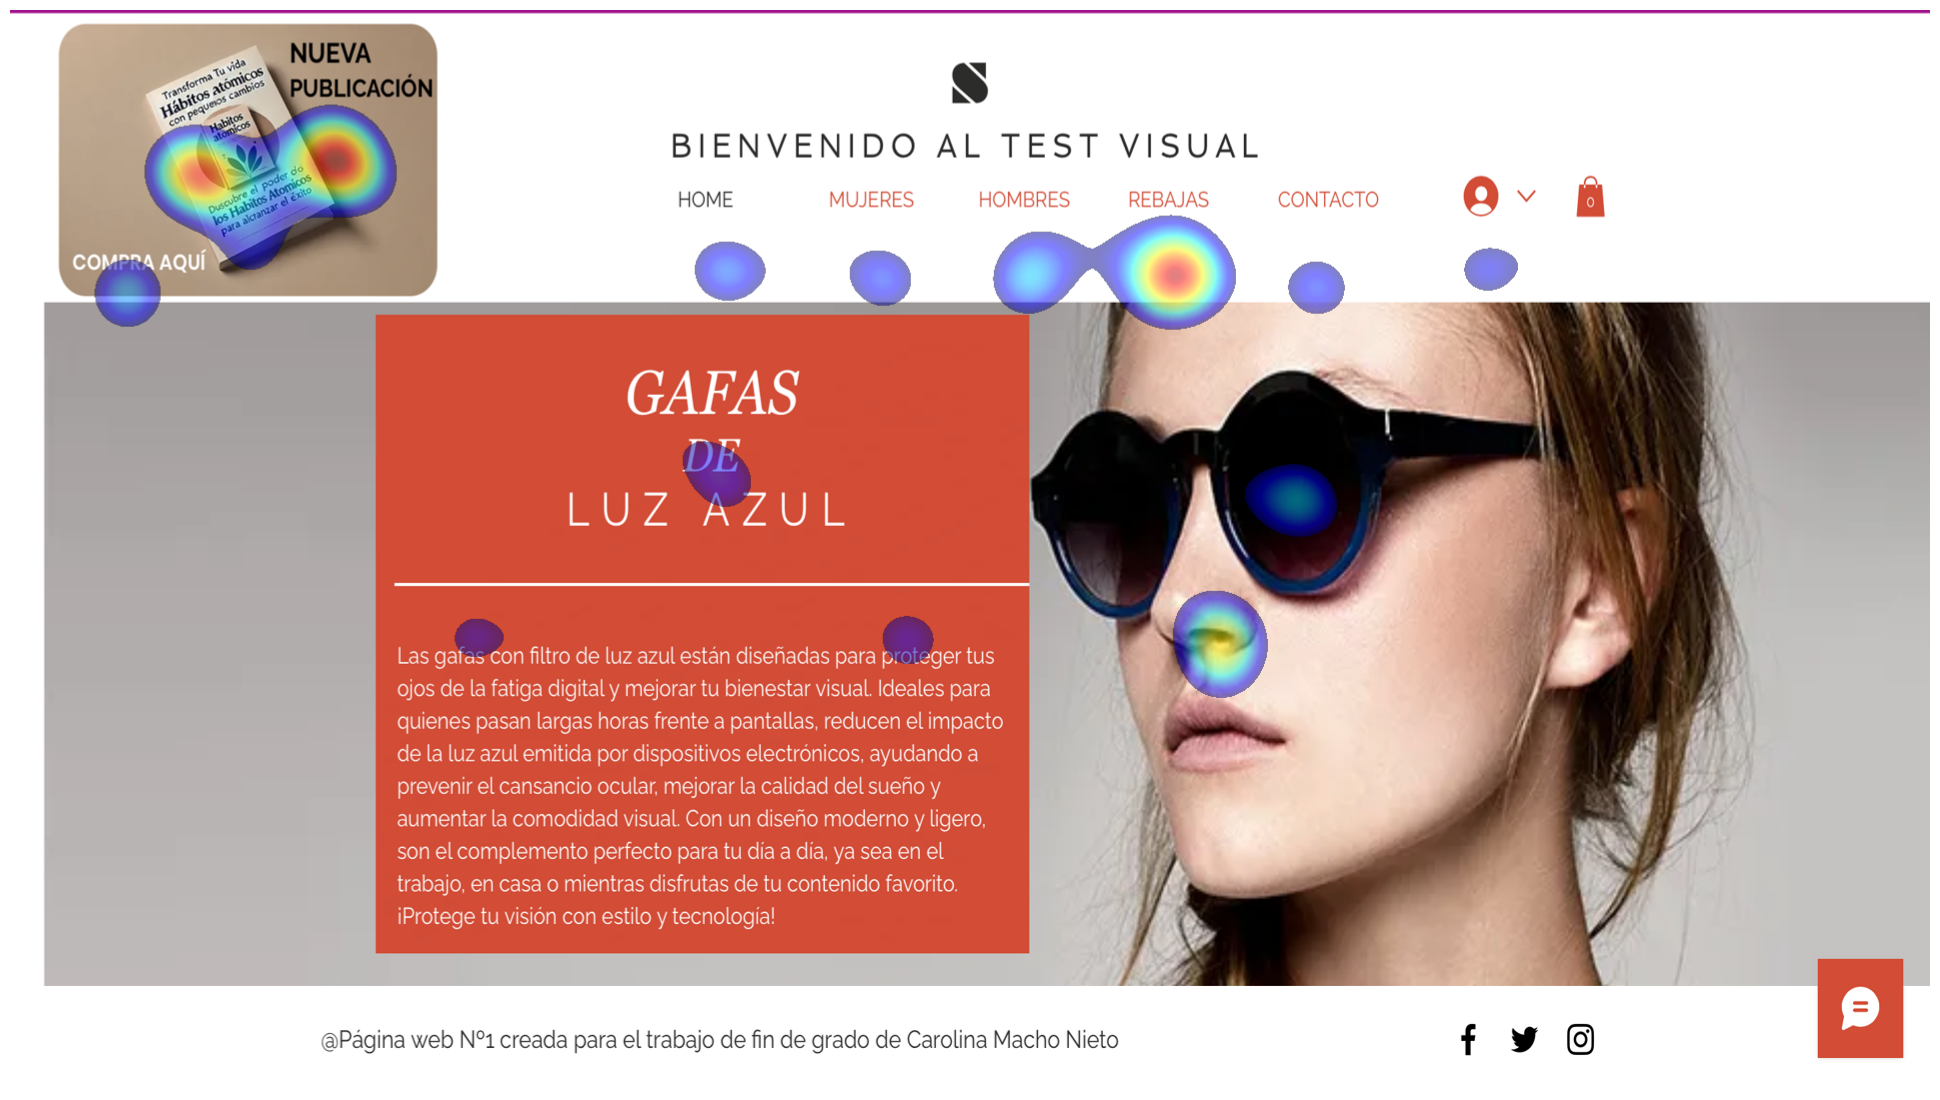 NUEVA
PUBLICACIÓN
Transforma Tu vida
Hábitos atómicos
con pequeños cambios
Habitos
atomicos
Duscubre el poder do
los Habitos Atomicos
para alcranzar el éxito
COMPRA AQUÍ
BIENVENIDO AL TEST VISUAL
HOME MUJERES HOMBRES REBAJAS CONTACTO
0
GAFAS
DE
LUZ AZUL
Las gafas con filtro de luz azul están diseñadas para proteger tus
ojos de la fatiga digital y mejorar tu bienestar visual. Ideales para
quienes pasan largas horas frente a pantallas, reducen el impacto
de la luz azul emitida por dispositivos electrónicos, ayudando a
prevenir el cansancio ocular, mejorar la calidad del sueño y
aumentar la comodidad visual. Con un diseño moderno y ligero,
son el complemento perfecto para tu día a día, ya sea en el
trabajo, en casa o mientras disfrutas de tu contenido favorito.
¡Protege tu visión con estilo y tecnología!
@Página web Nº1 creada para el trabajo de fin de grado de Carolina Macho Nieto